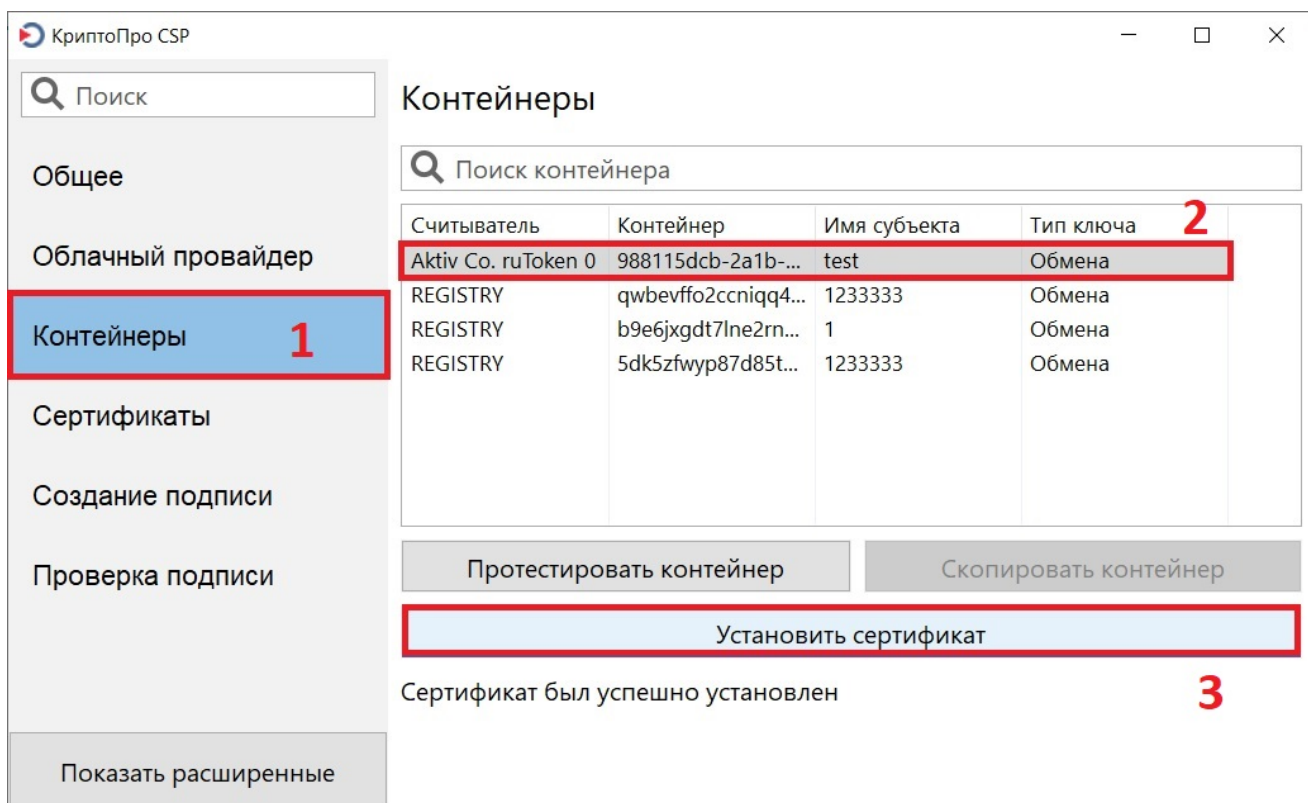 КриптоПро CSP
Поиск
Общее
Облачный провайдер
Контейнеры 1
Сертификаты
Создание подписи
Проверка подписи
Показать расширенные
Контейнеры
Поиск контейнера
Считыватель Контейнер Имя субъекта Тип ключа 2
Aktiv Co. ruToken 0 988115dcb-2a1b-... test Обмена
REGISTRY qwbevffo2ccniqq4... 1233333 Обмена
REGISTRY b9e6jxgdt7lne2rn... 1 Обмена
REGISTRY 5dk5zfwyp87d85t... 1233333 Обмена
Протестировать контейнер Скопировать контейнер
Установить сертификат
Сертификат был успешно установлен 3